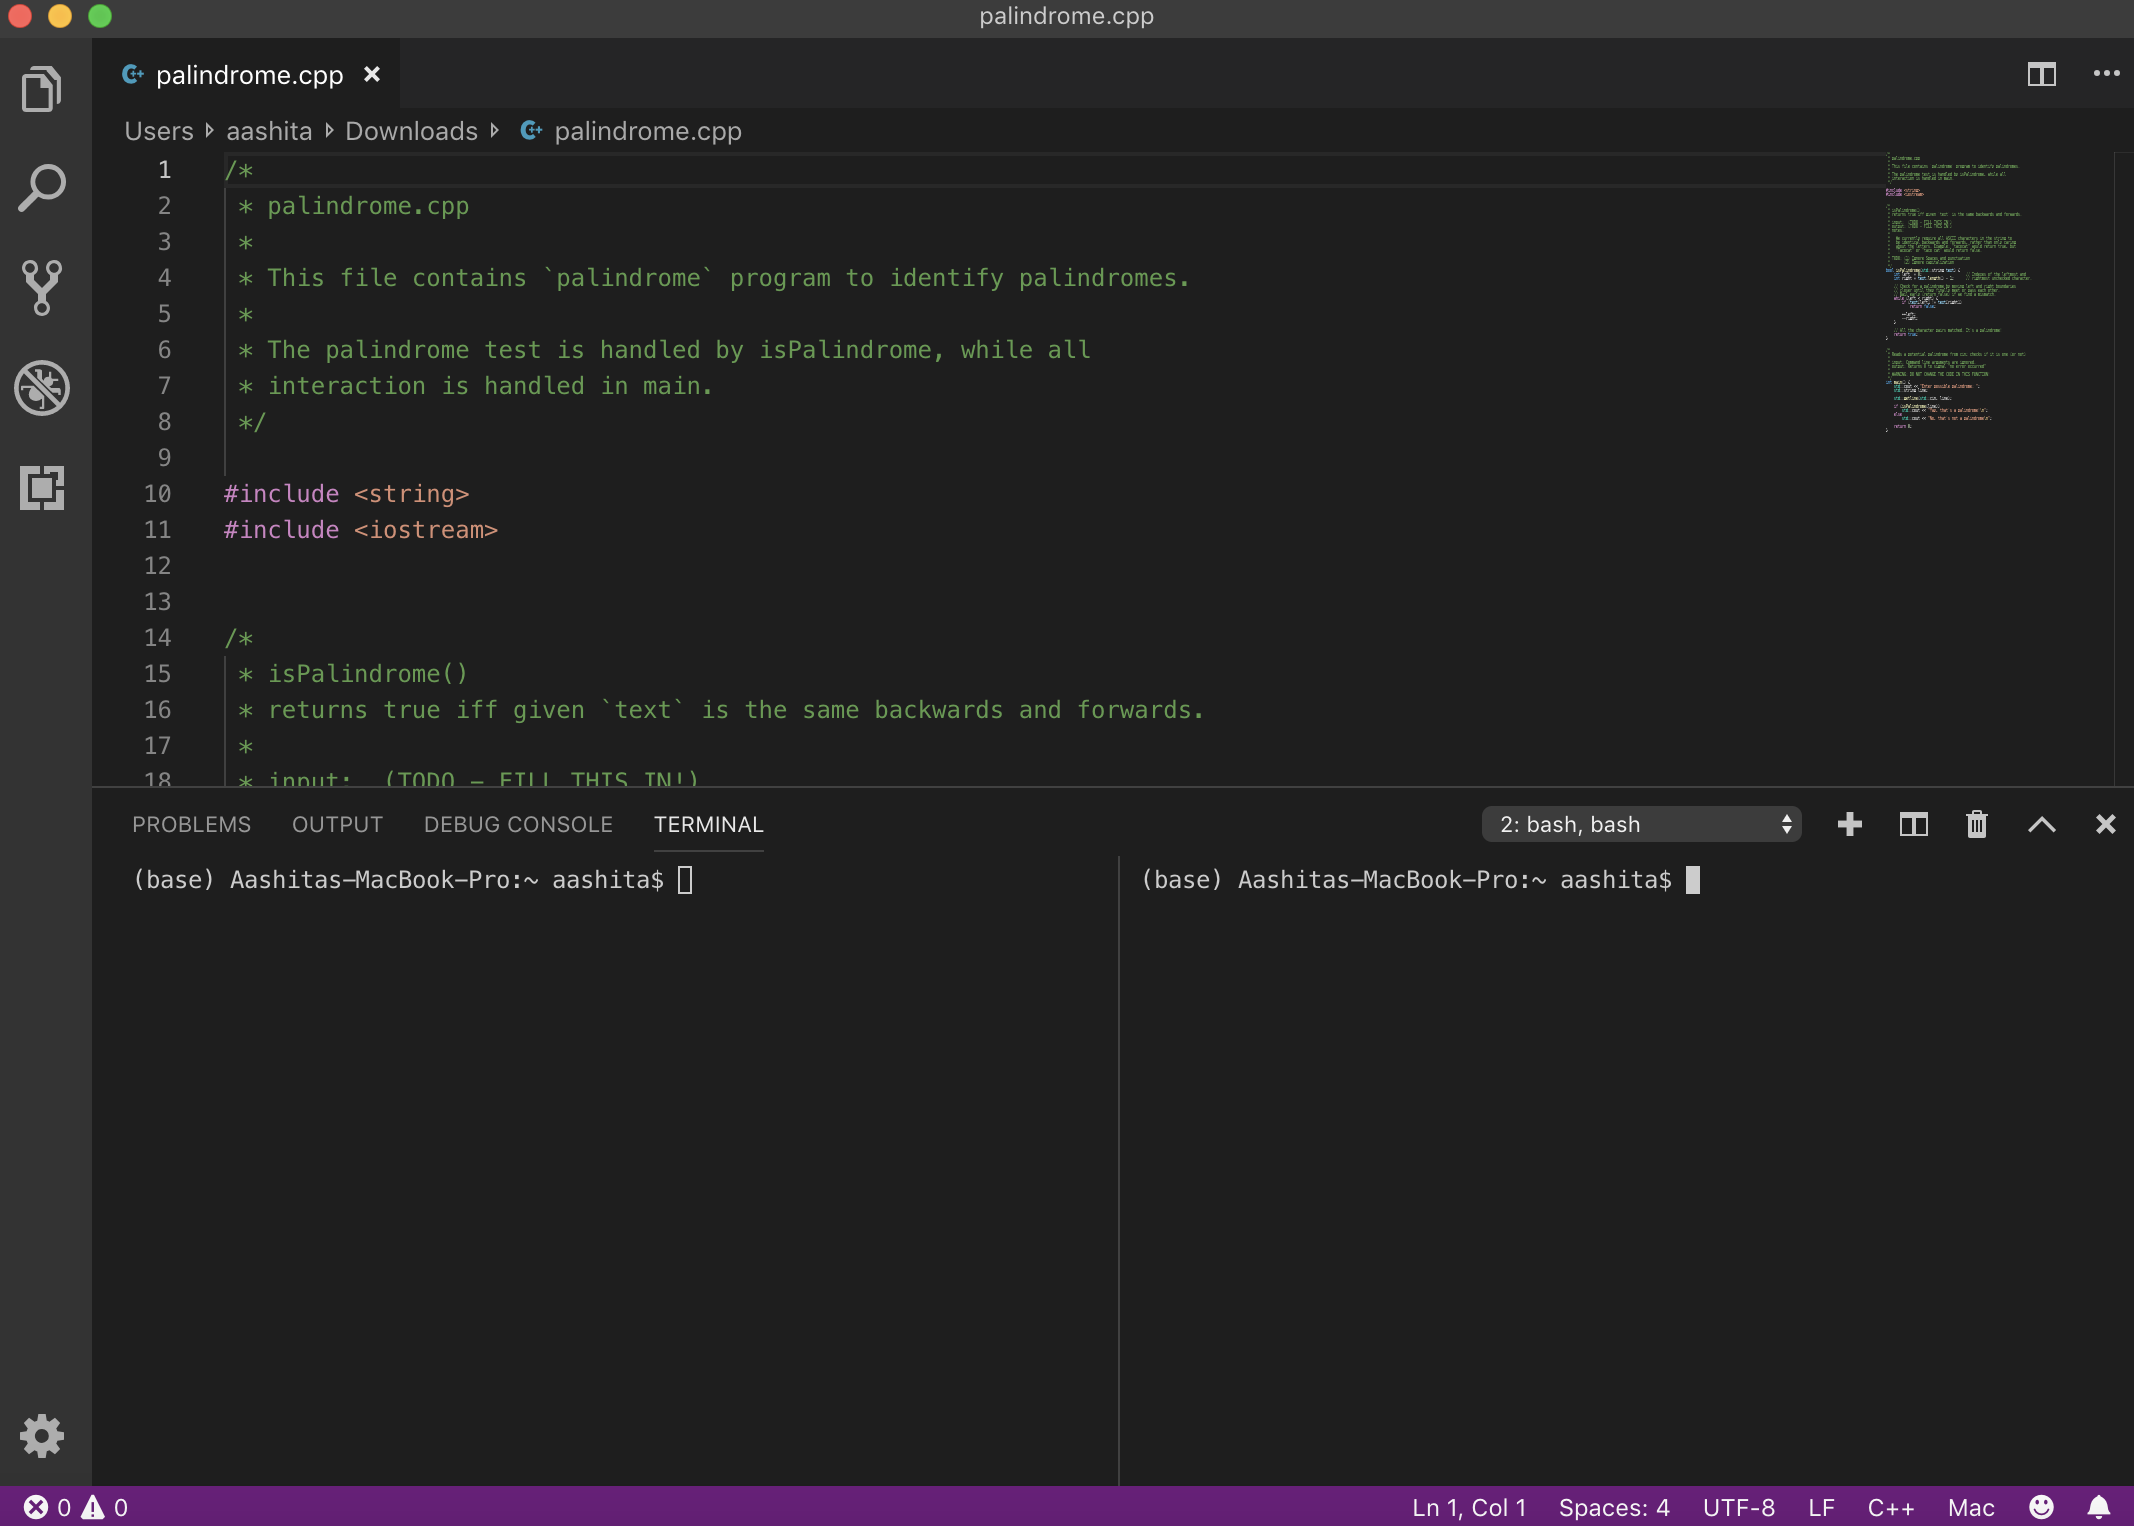 palindrome.cpp
palindrome.cpp
Users aashita Downloads palindrome.cpp
1 /*
2 * palindrome.cpp
3 *
4 * This file contains `palindrome` program to identify palindromes.
5 *
6 * The palindrome test is handled by isPalindrome, while all
7 * interaction is handled in main.
8 */
9
10 #include <string>
11 #include <iostream>
12
13
14 /*
15 * isPalindrome()
16 * returns true iff given `text` is the same backwards and forwards.
17 *
18 * input: (TODO - FILL THIS IN!)
PROBLEMS OUTPUT DEBUG CONSOLE TERMINAL 2: bash, bash
(base) Aashitas-MacBook-Pro:~ aashita$
(base) Aashitas-MacBook-Pro:~ aashita$
0 0 Ln 1, Col 1 Spaces: 4 UTF-8 LF C++ Mac